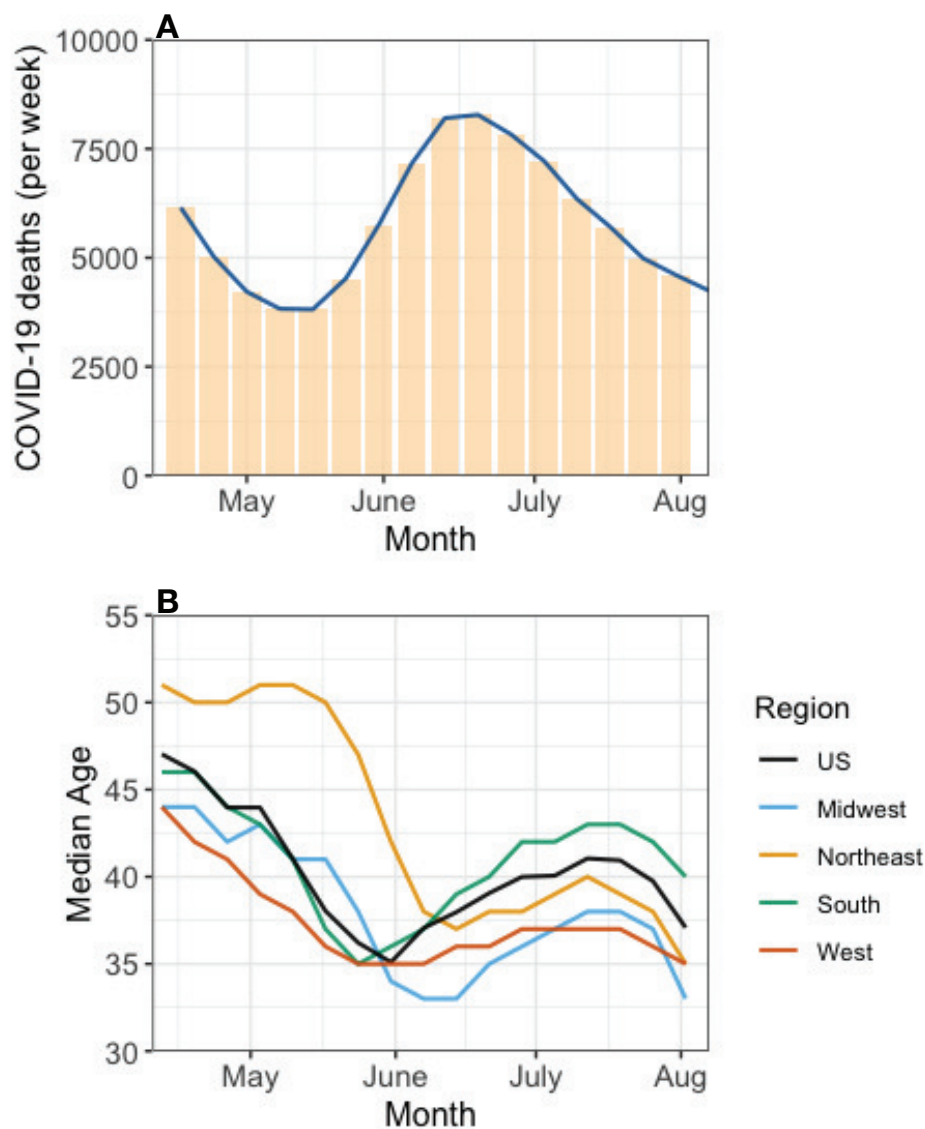 A
COVID-19 deaths (per week)
10000
7500
5000
2500
0
May June July Aug
Month
B
Median Age
55
50
45
40
35
30
May June July Aug
Month
Region
US
Midwest
Northeast
South
West